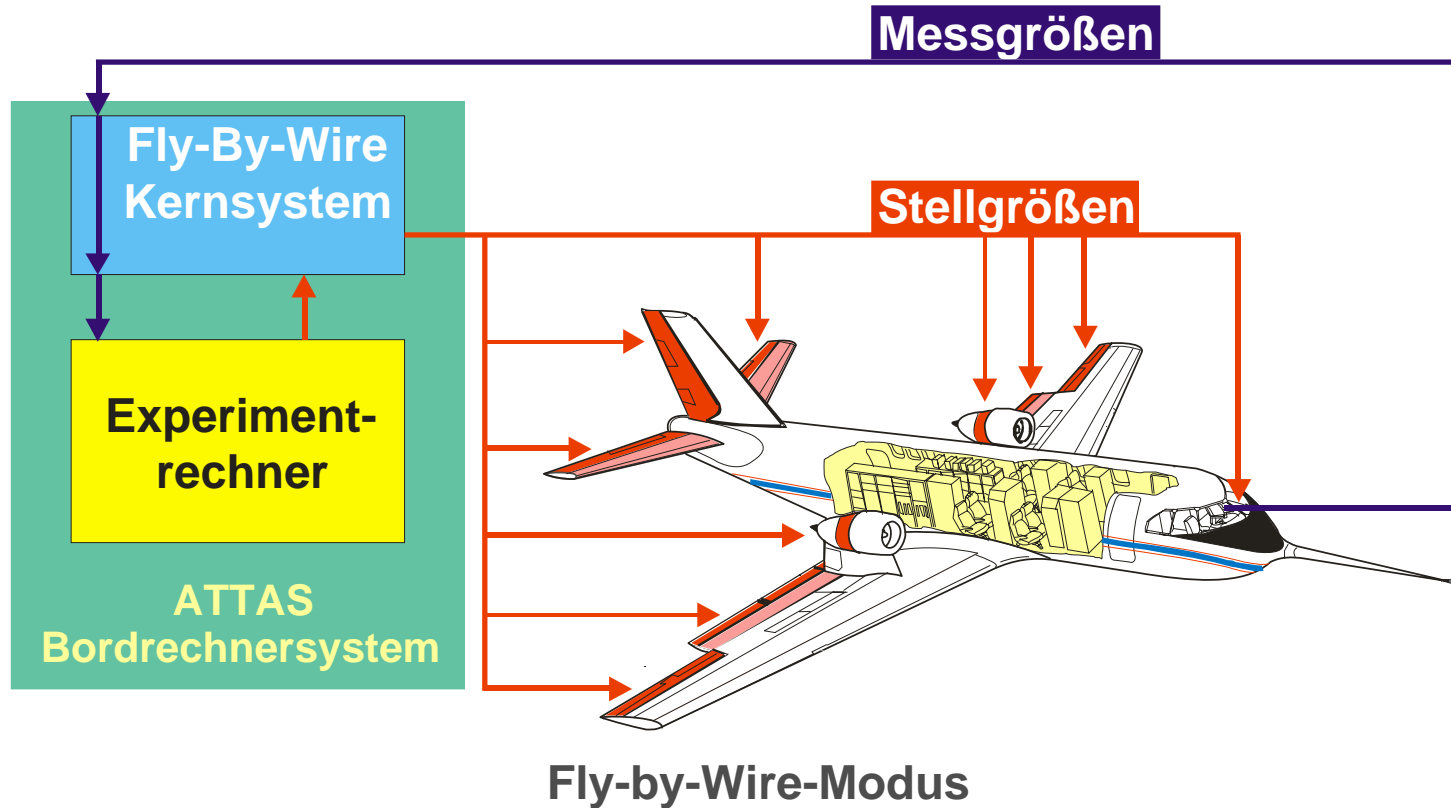 Messgrößen
Fly-By-Wire
Kernsystem
Stellgrößen
Experiment-
rechner
ATTAS
Bordrechnersystem
Fly-by-Wire-Modus